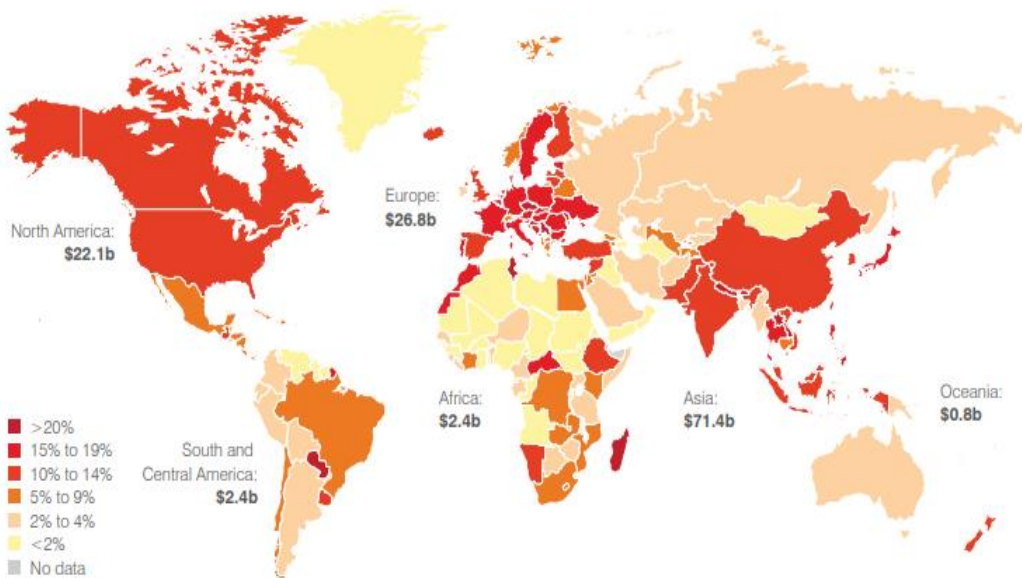 North America:
$22.1b
Europe:
$26.8b
Africa:
$2.4b
Asia:
$71.4b
Oceania:
$0.8b
South and
Central America:
$2.4b
>20%
15% to 19%
10% to 14%
5% to 9%
2% to 4%
<2%
No data